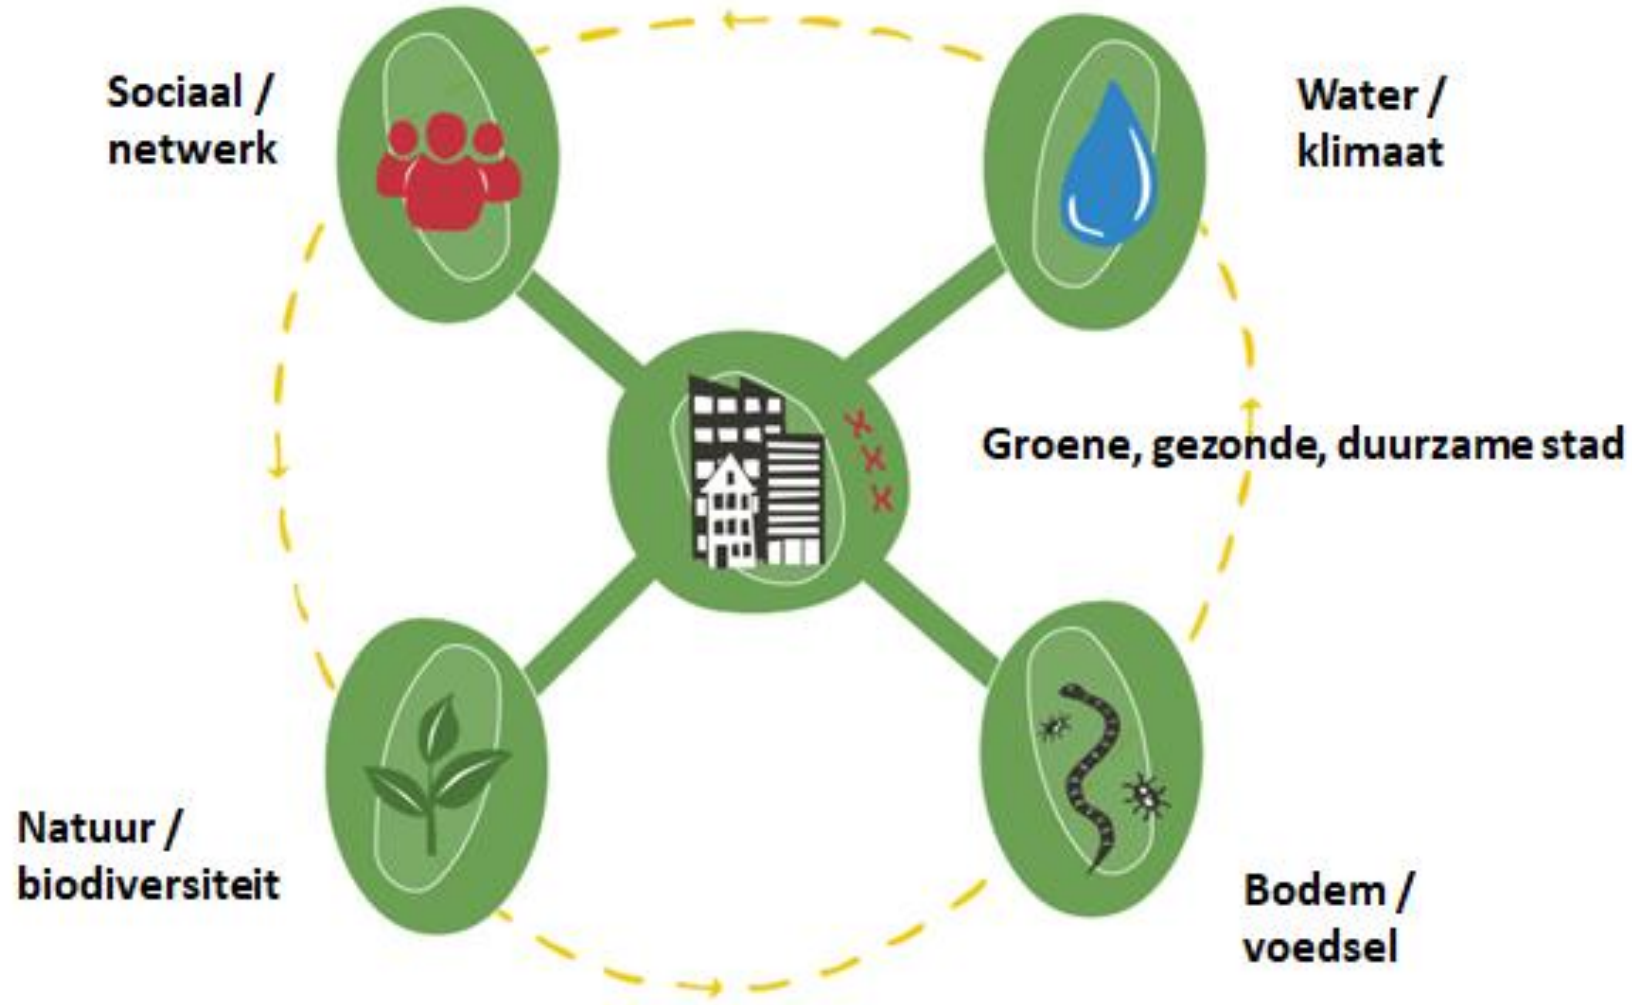 Sociaal /
netwerk
Water /
klimaat
Groene, gezonde, duurzame stad
Natuur /
biodiversiteit
Bodem /
voedsel